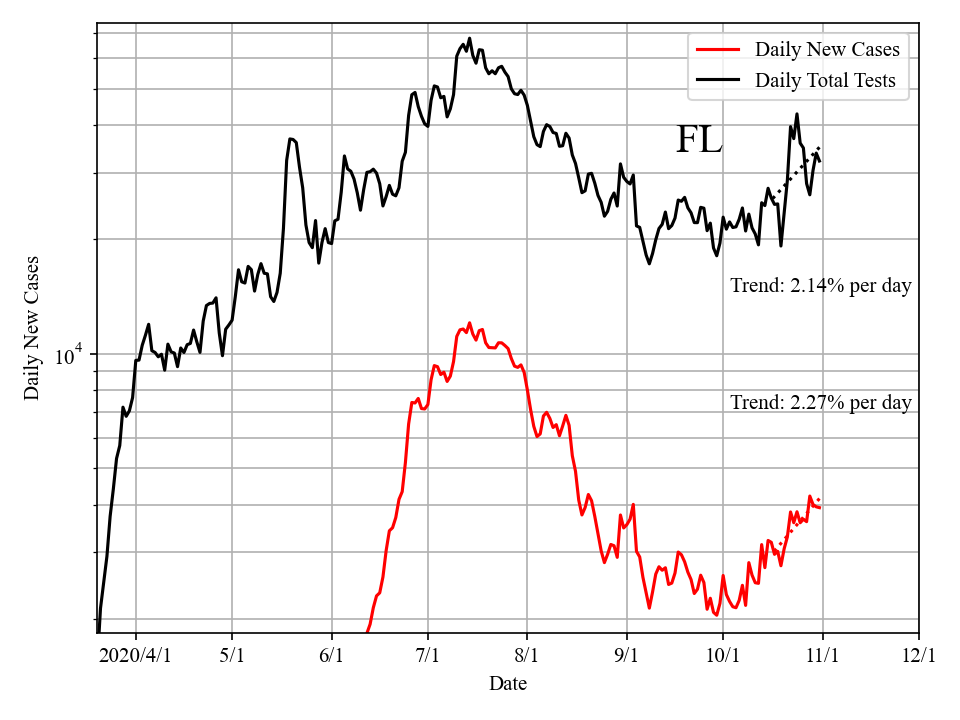 Daily New Cases
Daily Total Tests
FL
Trend: 2.14% per day
Daily New Cases
10^4
Trend: 2.27% per day
2020/4/1 5/1 6/1 7/1 8/1 9/1 10/1 11/1 12/1
Date